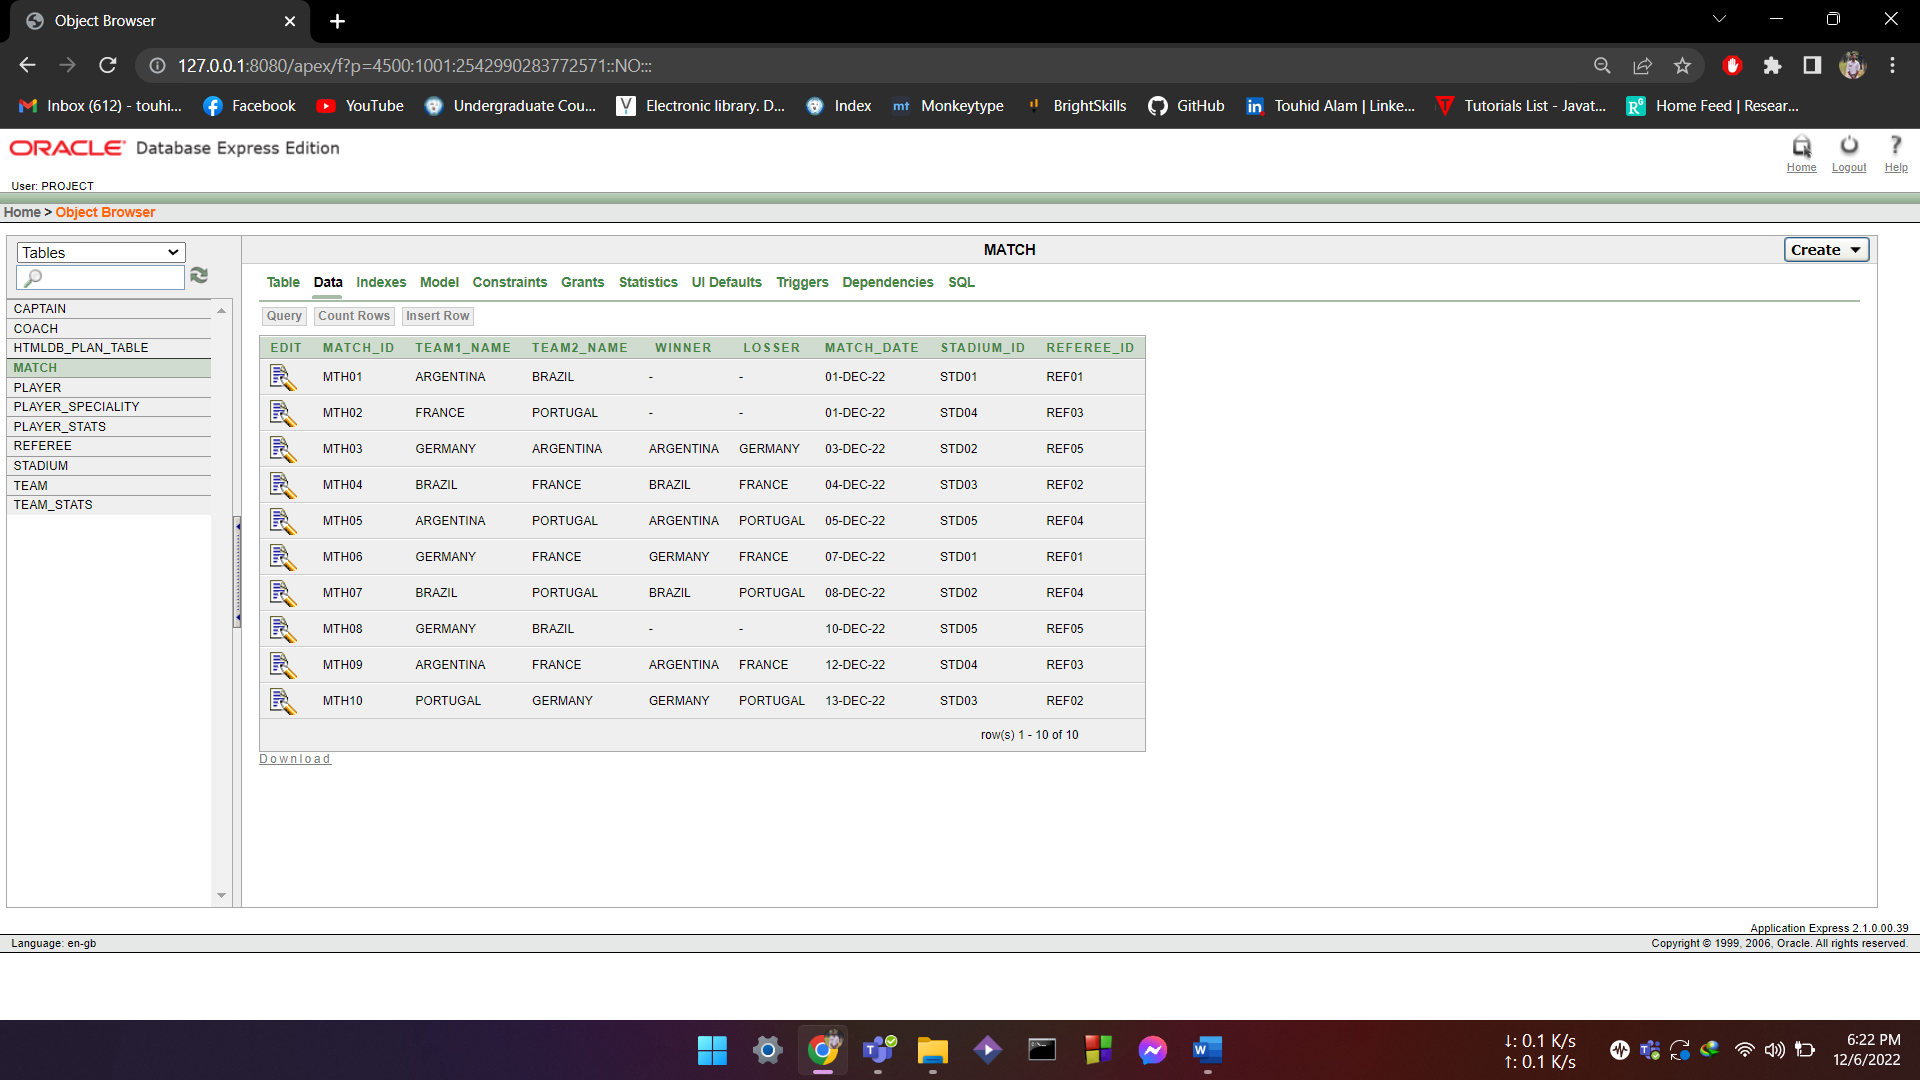 Object Browser
127.0.0.1:8080/apex/f?p=4500:1001:2542990283772571::NO:::
Inbox (612) - touhi... Facebook YouTube Undergraduate Cou... Electronic library. D... Index mt Monkeytype BrightSkills GitHub Touhid Alam | Linke... Tutorials List - Javat... Home Feed | Resear...
ORACLE Database Express Edition
Home Logout Help
User: PROJECT
Home > Object Browser
Tables
MATCH
Create
Table Data Indexes Model Constraints Grants Statistics UI Defaults Triggers Dependencies SQL
Query Count Rows Insert Row
CAPTAIN
COACH
HTMLDB_PLAN_TABLE
MATCH
PLAYER
PLAYER_SPECIALITY
PLAYER_STATS
REFEREE
STADIUM
TEAM
TEAM_STATS
EDIT MATCH_ID TEAM1_NAME TEAM2_NAME WINNER LOSSER MATCH_DATE STADIUM_ID REFEREE_ID
MTH01 ARGENTINA BRAZIL - - 01-DEC-22 STD01 REF01
MTH02 FRANCE PORTUGAL - - 01-DEC-22 STD04 REF03
MTH03 GERMANY ARGENTINA ARGENTINA GERMANY 03-DEC-22 STD02 REF05
MTH04 BRAZIL FRANCE BRAZIL FRANCE 04-DEC-22 STD03 REF02
MTH05 ARGENTINA PORTUGAL ARGENTINA PORTUGAL 05-DEC-22 STD05 REF04
MTH06 GERMANY FRANCE GERMANY FRANCE 07-DEC-22 STD01 REF01
MTH07 BRAZIL PORTUGAL BRAZIL PORTUGAL 08-DEC-22 STD02 REF04
MTH08 GERMANY BRAZIL - - 10-DEC-22 STD05 REF05
MTH09 ARGENTINA FRANCE ARGENTINA FRANCE 12-DEC-22 STD04 REF03
MTH10 PORTUGAL GERMANY GERMANY PORTUGAL 13-DEC-22 STD03 REF02
row(s) 1 - 10 of 10
Download
Application Express 2.1.0.00.39
Language: en-gb
Copyright © 1999, 2006, Oracle. All rights reserved.
↓: 0.1 K/s
↑: 0.1 K/s
6:22 PM
12/6/2022